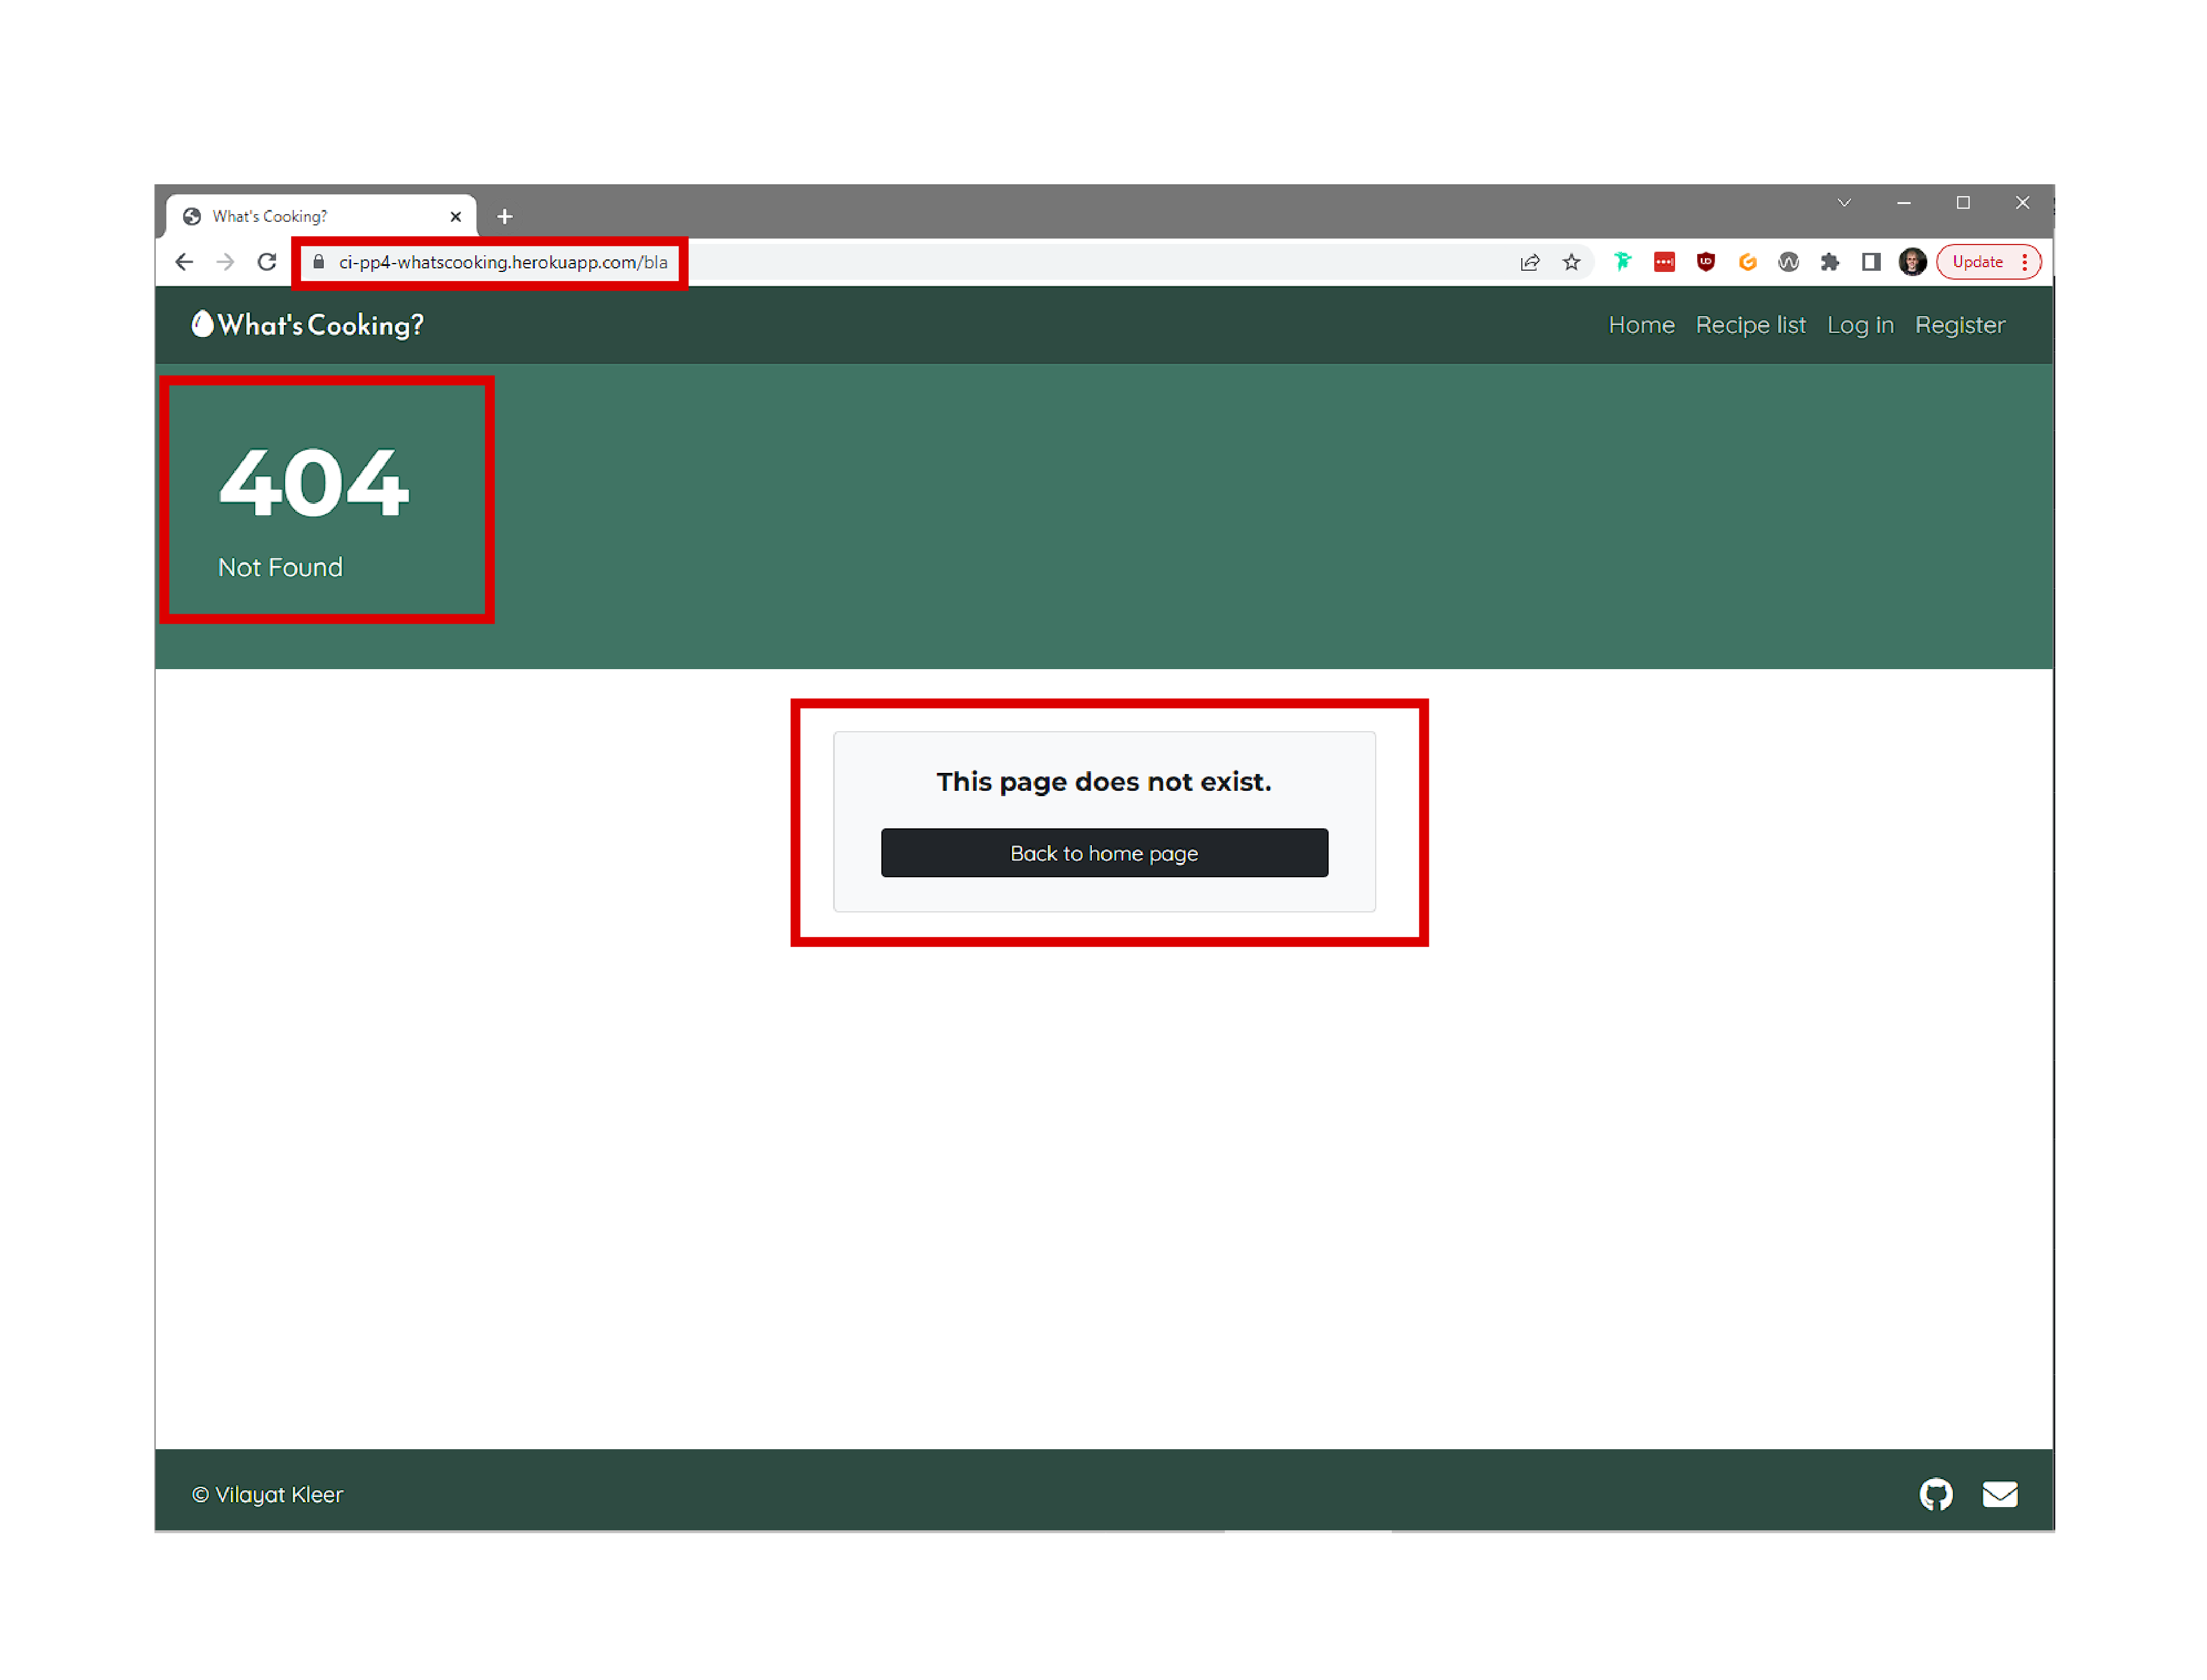 What's Cooking?
ci-pp4-whatscooking.herokuapp.com/bla
Update
What's Cooking?
Home Recipe list Log in Register
404
Not Found
This page does not exist.
Back to home page
© Vilayat Kleer